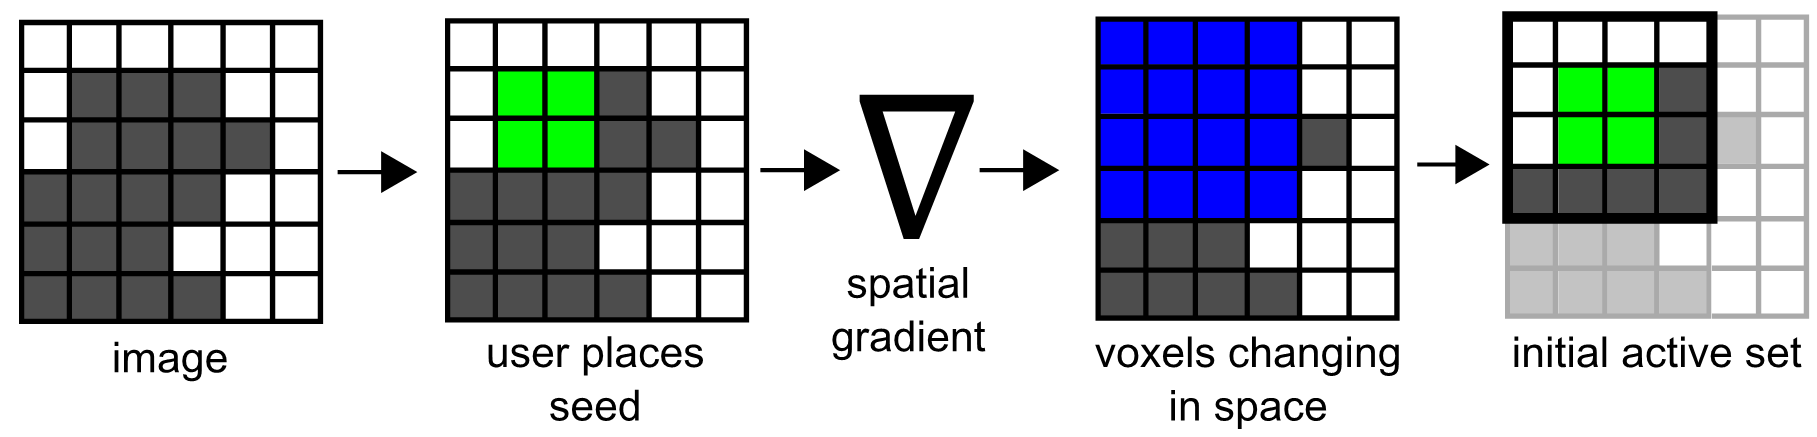 image
user places
seed
spatial
gradient
voxels changing
in space
initial active set